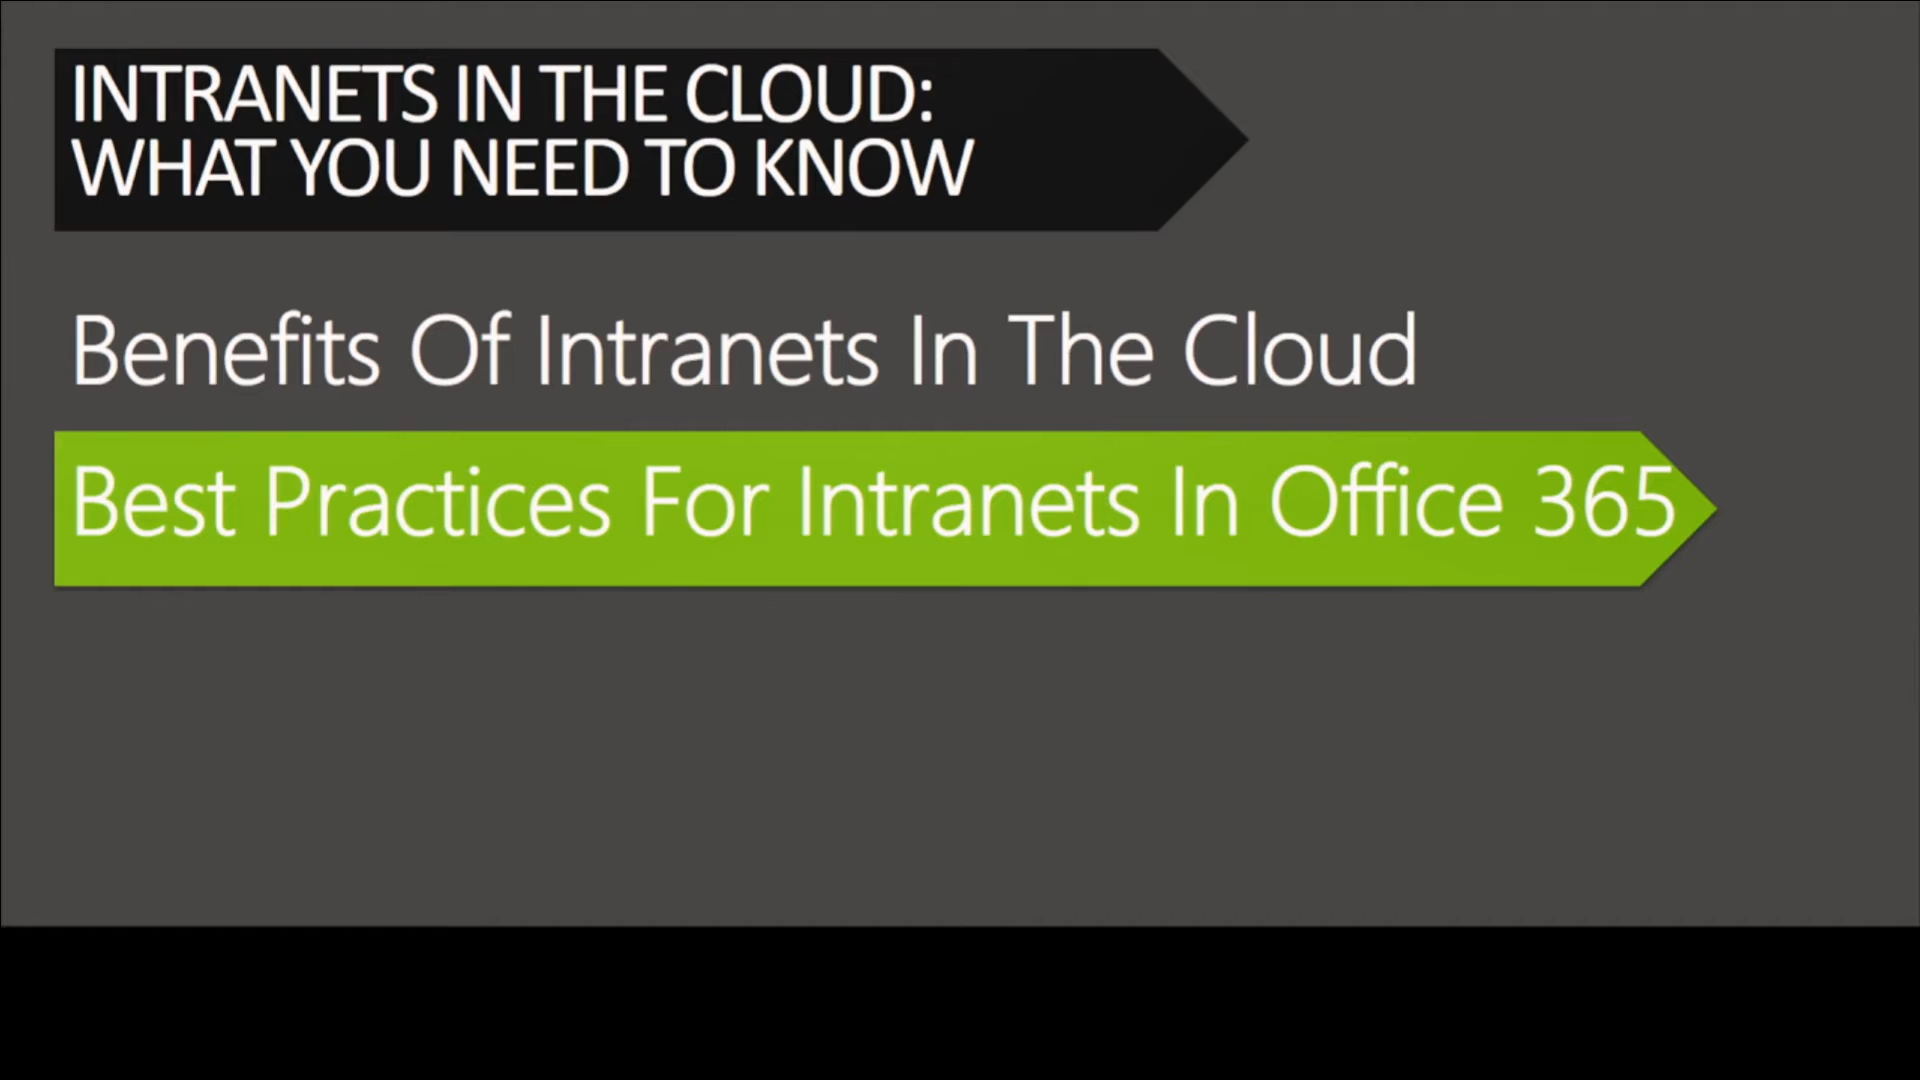 INTRANETS IN THE CLOUD:
WHAT YOU NEED TO KNOW
Benefits Of Intranets In The Cloud
Best Practices For Intranets In Office 365